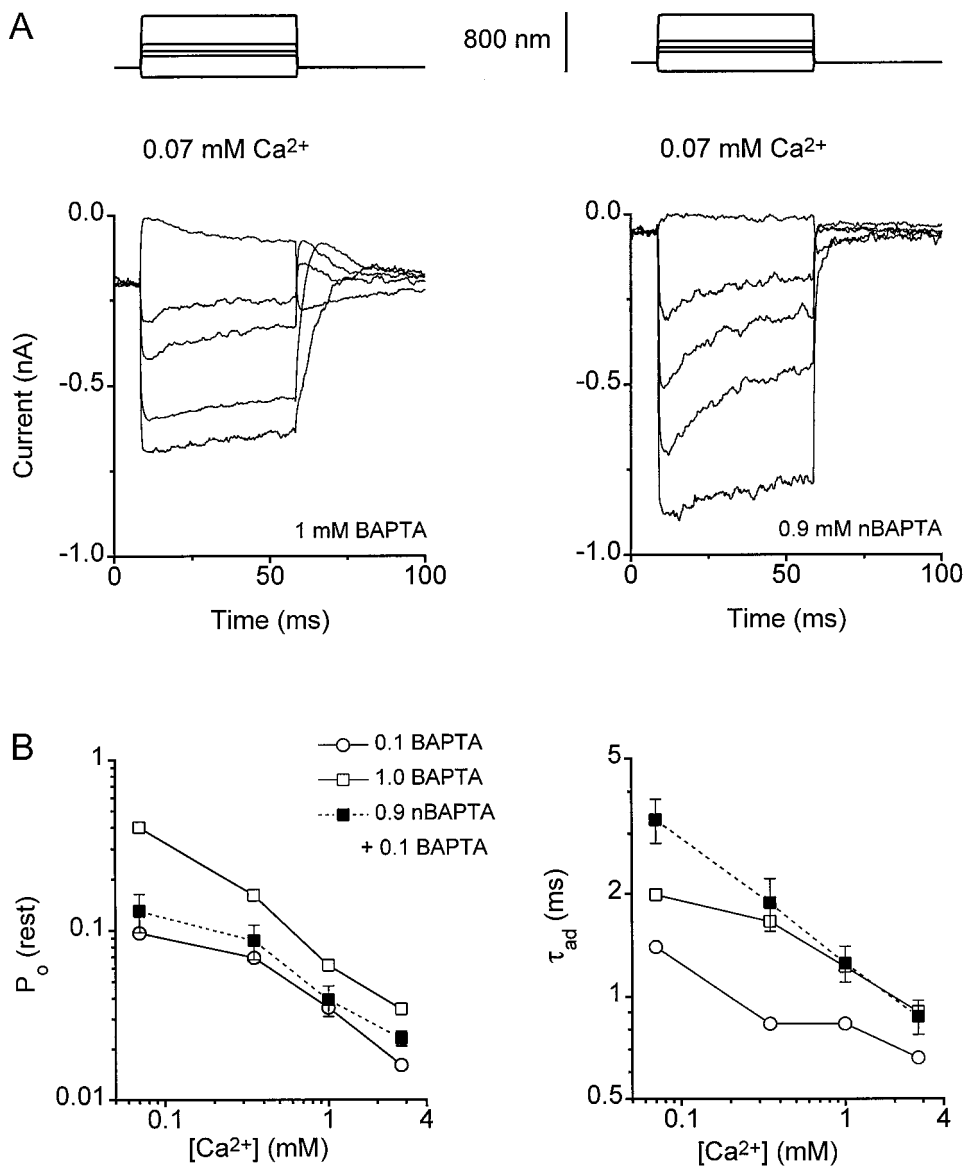 A
800 nm
0.07 mM Ca²⁺
0.07 mM Ca²⁺
0.0
-0.5
-1.0
Current (nA)
1 mM BAPTA
0
50
100
Time (ms)
0.0
-0.5
-1.0
0.9 mM nBAPTA
0
50
100
Time (ms)
B
1
0.1
0.01
Pₒ (rest)
0.1 BAPTA
1.0 BAPTA
0.9 nBAPTA
+ 0.1 BAPTA
0.1
1
4
[Ca²⁺] (mM)
5
2
1
0.5
τad (ms)
0.1
1
4
[Ca²⁺] (mM)